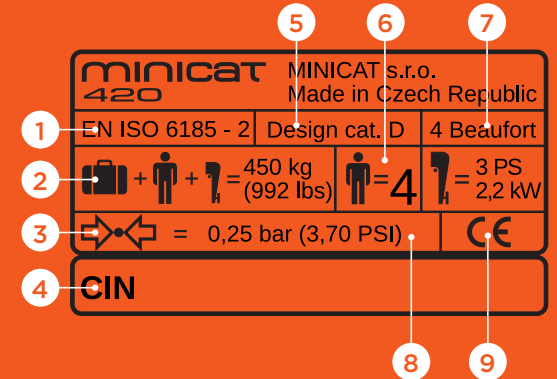 5 6 7
minicat MINICAT s.r.o.
420 Made in Czech Republic
1 EN ISO 6185 - 2 Design cat. D 4 Beaufort
2 + + = 450 kg (992 lbs) = 4 = 3 PS 2,2 kW
3 = 0,25 bar (3,70 PSI) CE
4 CIN
8 9